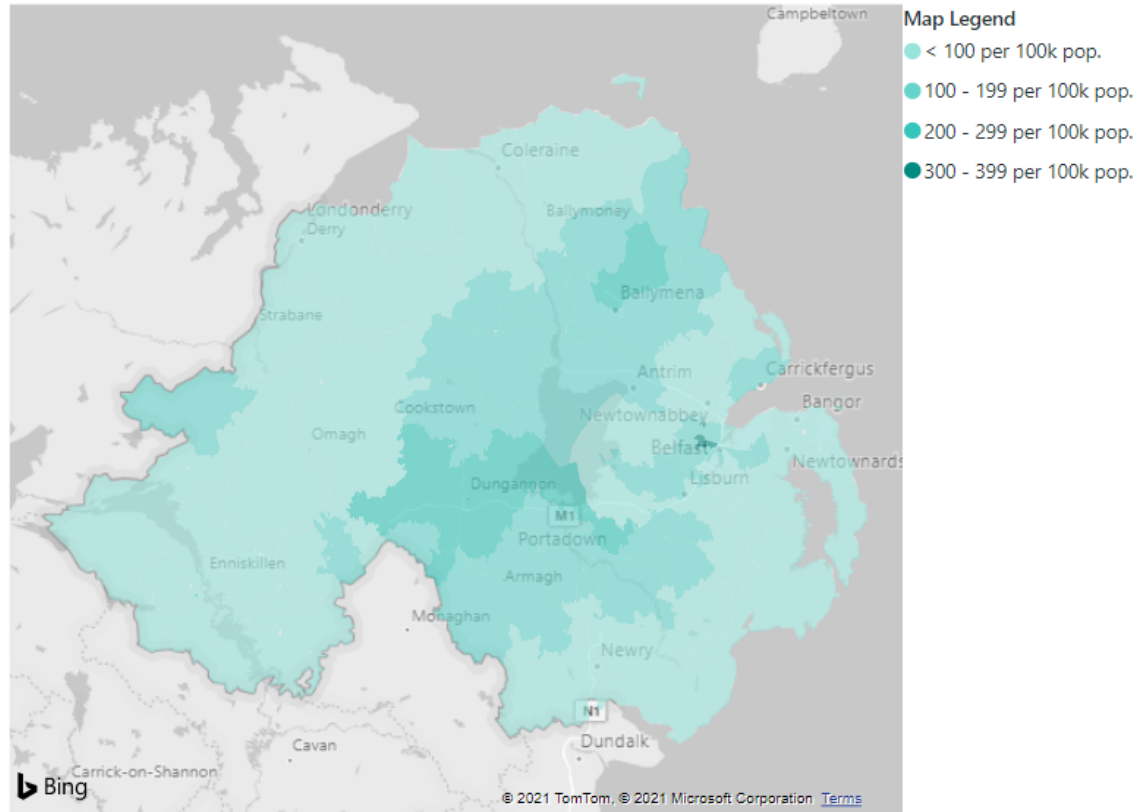 Campbeltown
Map Legend
< 100 per 100k pop.
100 - 199 per 100k pop.
200 - 299 per 100k pop.
300 - 399 per 100k pop.
Coleraine
Londonderry
Derry
Ballymoney
Ballymena
Strabane
Antrim
Carrickfergus
Cookstown
Newtownabbey
Bangor
Omagh
Belfast
Newtownards
Dungannon
Lisburn
M1
Portadown
Enniskillen
Armagh
Monaghan
Newry
N1
Cavan
Dundalk
Carrick-on-Shannon
Bing
© 2021 TomTom, © 2021 Microsoft Corporation Terms